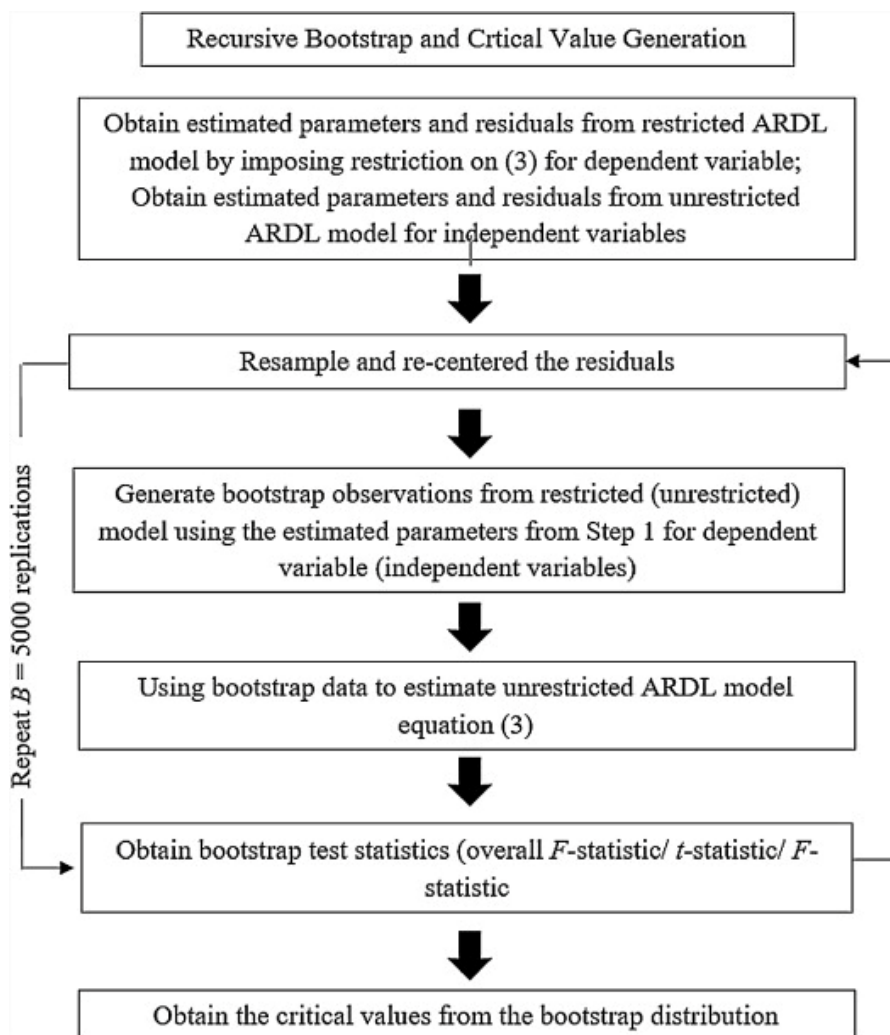 Recursive Bootstrap and Crtical Value Generation
Obtain estimated parameters and residuals from restricted ARDL
model by imposing restriction on (3) for dependent variable;
Obtain estimated parameters and residuals from unrestricted
ARDL model for independent variables
Resample and re-centered the residuals
Generate bootstrap observations from restricted (unrestricted)
model using the estimated parameters from Step 1 for dependent
variable (independent variables)
Repeat B = 5000 replications
Using bootstrap data to estimate unrestricted ARDL model
equation (3)
Obtain bootstrap test statistics (overall F-statistic/ t-statistic/ F-
statistic
Obtain the critical values from the bootstrap distribution